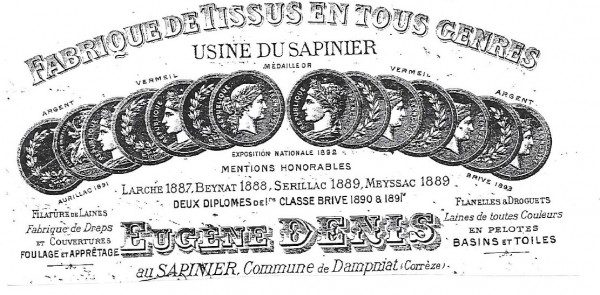 FABRIQUE DE TISSUS EN TOUS GENRES
USINE DU SAPINIER
MÉDAILLE OR
VERMEIL
VERMEIL
ARGENT
ARGENT
EXPOSITION NATIONALE 1892
AURILLAC 1891
BRIVE 1892
MENTIONS HONORABLES
LARCHE 1887, BEYNAT 1888, SERILLAC 1889, MEYSSAC 1889
DEUX DIPLOMES DE 1RE CLASSE BRIVE 1890 & 1891
FILATURE DE LAINES
Fabrique de Draps
ET COUVERTURES
FOULAGE ET APPRÊTAGE
EUGÈNE DENIS
FLANELLES & DROGUETS
Laines de toutes Couleurs
EN PELOTES
BASINS ET TOILES
au SAPINIER, Commune de Dampniat (Corrèze)